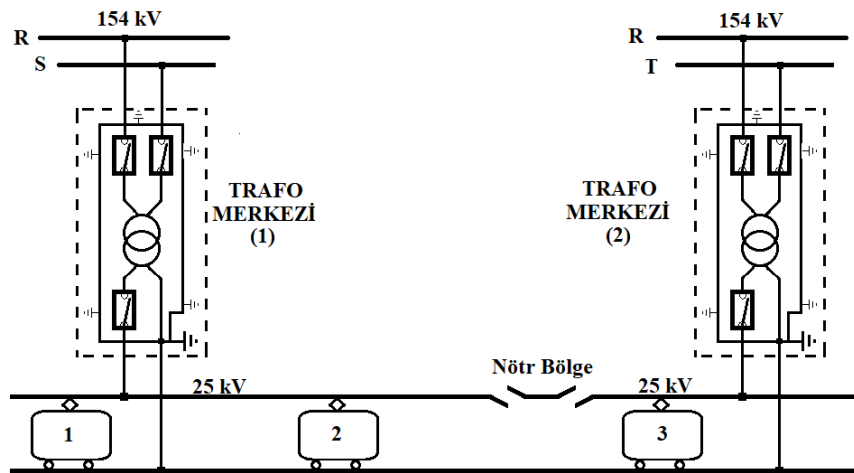 154 kV
R
S
154 kV
R
T
TRAFO
MERKEZİ
(1)
TRAFO
MERKEZİ
(2)
Nötr Bölge
25 kV
25 kV
1
2
3